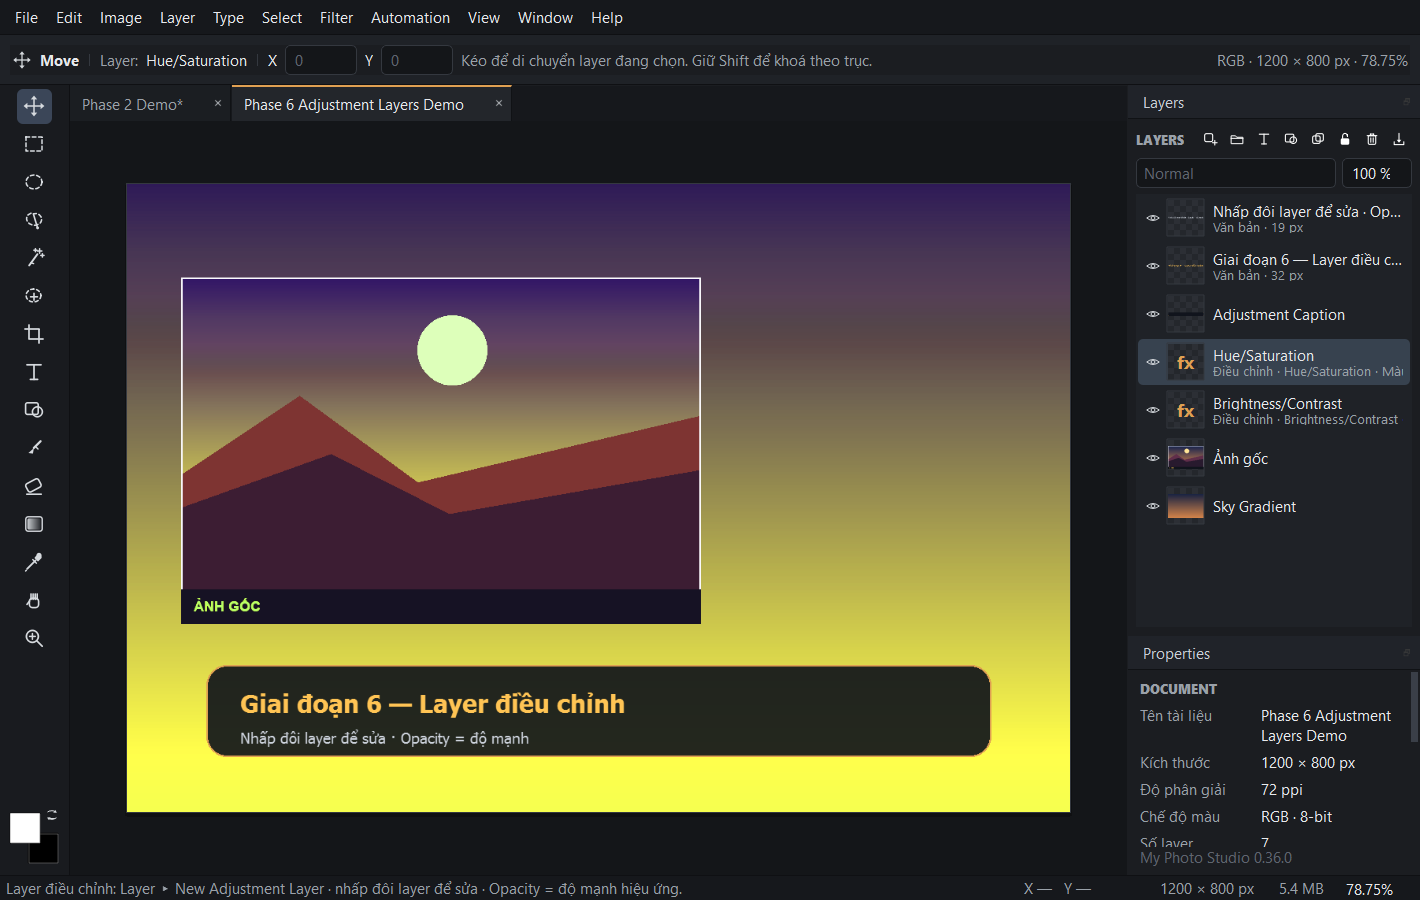 File Edit Image Layer Type Select Filter Automation View Window Help
Move Layer: Hue/Saturation X 0 Y 0 Kéo để di chuyển layer đang chọn. Giữ Shift để khoá theo trục. RGB · 1200 × 800 px · 78.75%
Phase 2 Demo* × Phase 6 Adjustment Layers Demo ×
Layers
LAYERS
Normal 100 %
Nhấp đôi layer để sửa · Op...
Văn bản · 19 px
Giai đoạn 6 — Layer điều c...
Văn bản · 32 px
Adjustment Caption
fx Hue/Saturation
Điều chỉnh · Hue/Saturation ·
fx Brightness/Contrast
Điều chỉnh · Brightness/Contrast
Ảnh gốc
Sky Gradient
ẢNH GỐC
Giai đoạn 6 — Layer điều chỉnh
Nhấp đôi layer để sửa · Opacity = độ mạnh
Properties
DOCUMENT
Tên tài liệu Phase 6 Adjustment
Layers Demo
Kích thước 1200 × 800 px
Độ phân giải 72 ppi
Chế độ màu RGB · 8-bit
Số layer 7
My Photo Studio 0.36.0
Layer điều chỉnh: Layer ▸ New Adjustment Layer · nhấp đôi layer để sửa · Opacity = độ mạnh hiệu ứng. X — Y — 1200 × 800 px 5.4 MB 78.75%